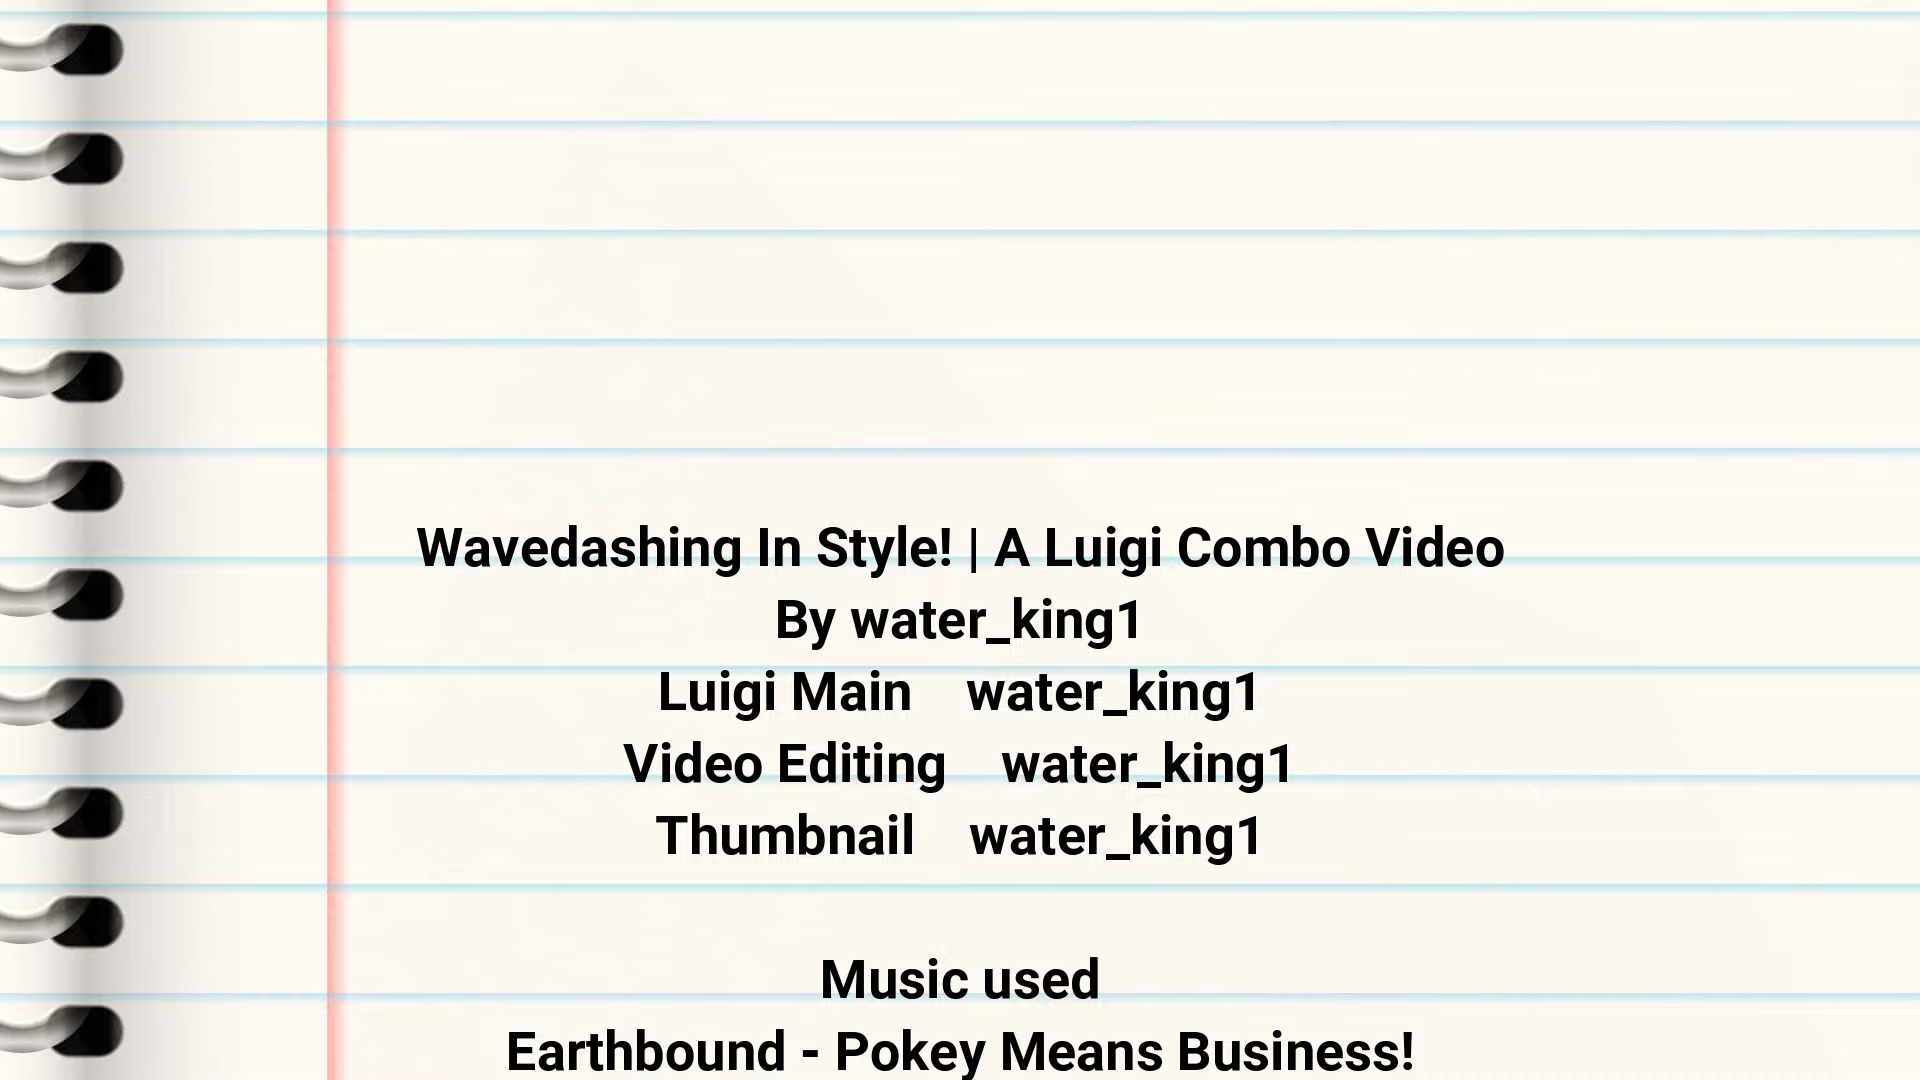 Wavedashing In Style! | A Luigi Combo Video
By water_king1
Luigi Main water_king1
Video Editing water_king1
Thumbnail water_king1
Music used
Earthbound - Pokey Means Business!